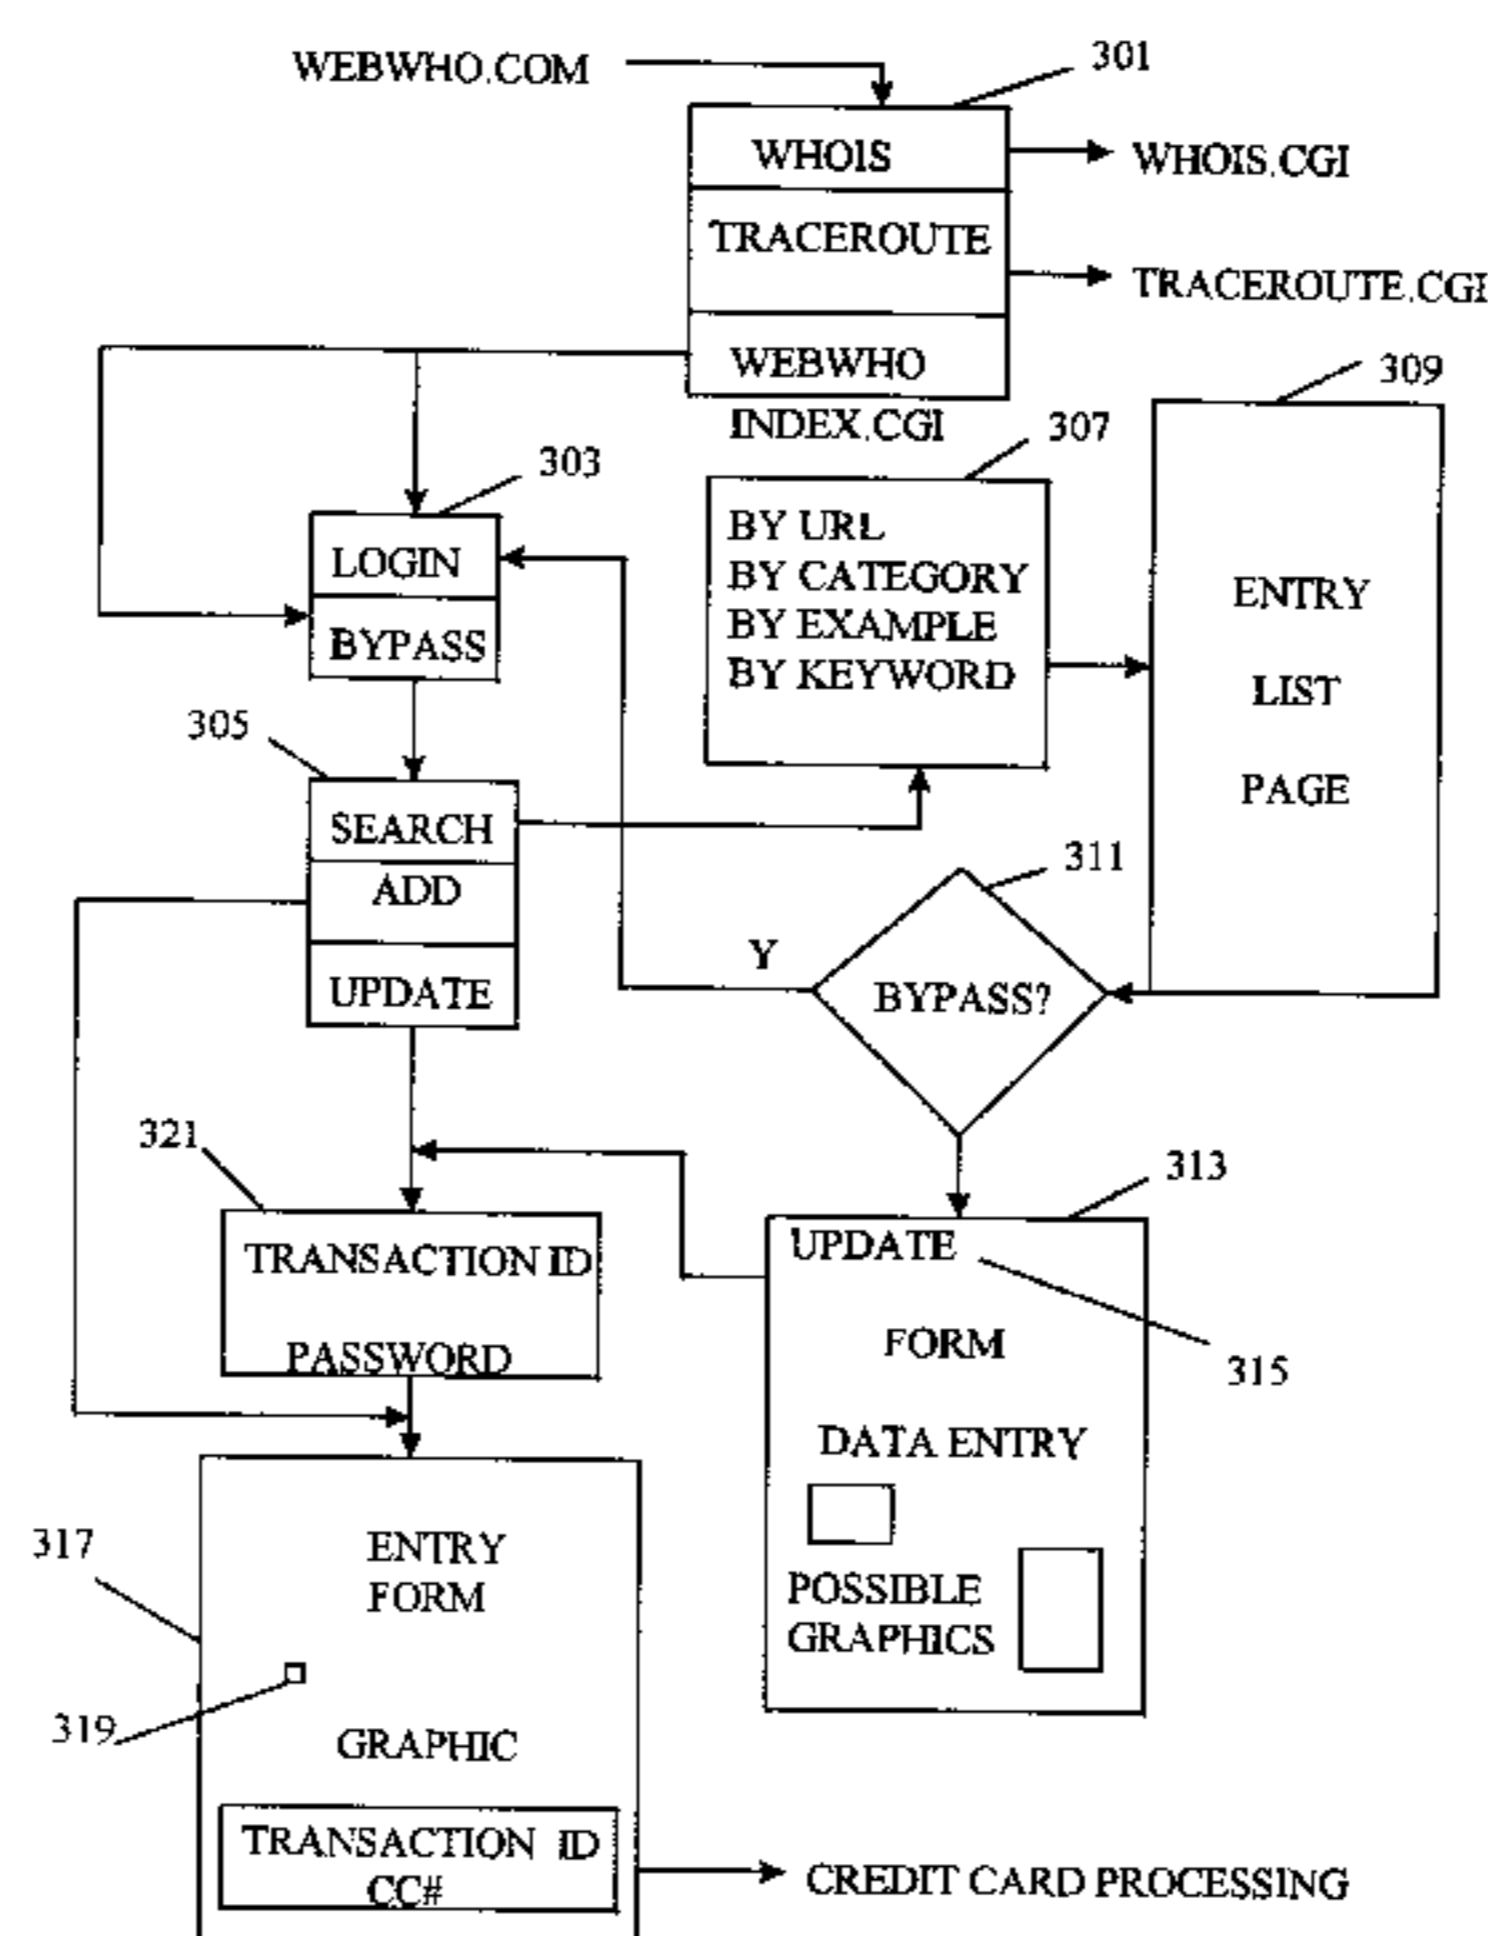 WEBWHO.COM
301
WHOIS
WHOIS.CGI
TRACEROUTE
TRACEROUTE.CGI
WEBWHO
INDEX.CGI
309
307
303
LOGIN
BYPASS
BY URL
BY CATEGORY
BY EXAMPLE
BY KEYWORD
ENTRY
LIST
PAGE
305
SEARCH
ADD
UPDATE
311
Y
BYPASS?
321
TRANSACTION ID
PASSWORD
313
UPDATE
315
FORM
DATA ENTRY
POSSIBLE
GRAPHICS
317
ENTRY
FORM
319
GRAPHIC
TRANSACTION ID
CC#
CREDIT CARD PROCESSING